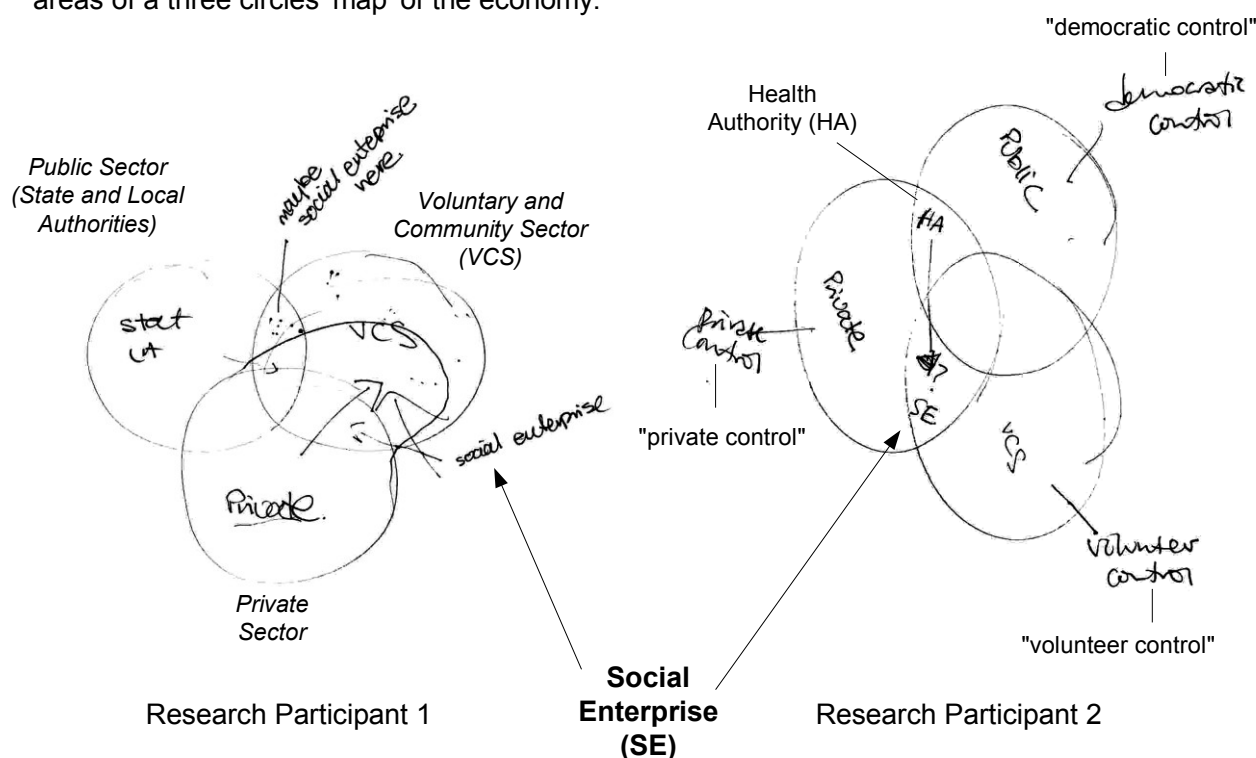 areas of a three circles 'map' of the economy.
"democratic control"
democratic
control
Health
Authority (HA)
Public
HA
Private
Private
Control
"private control"
?
SE
VCS
volunteer
control
"volunteer control"
Public Sector
(State and Local
Authorities)
maybe
social enterprise
here
Voluntary and
Community Sector
(VCS)
VCS
social enterprise
Private
Private
Sector
Social
Enterprise
(SE)
Research Participant 1
Research Participant 2